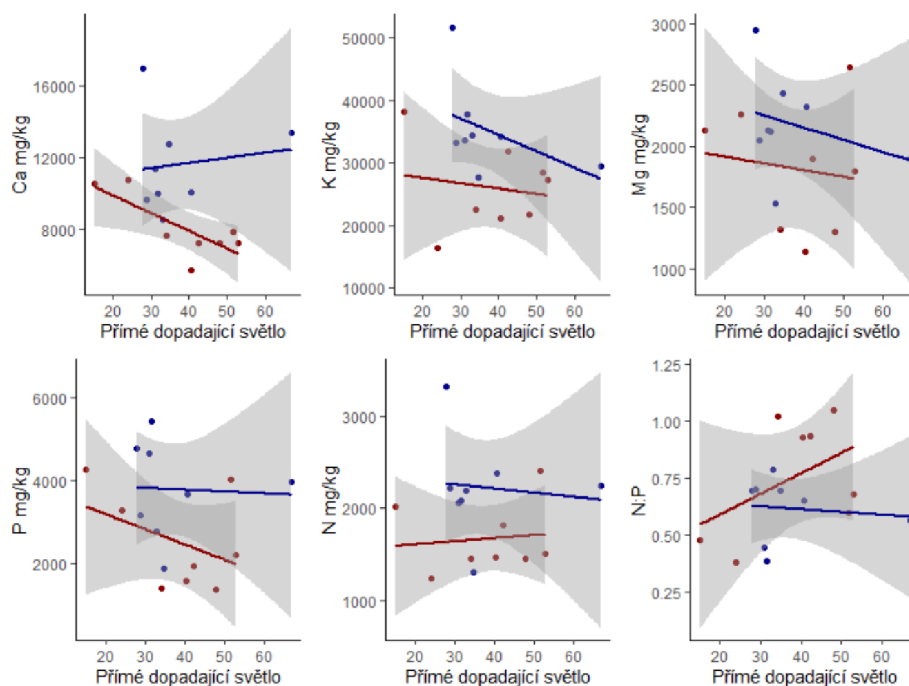 Ca mg/kg
16000
12000
8000
20 30 40 50 60
Přímé dopadající světlo
K mg/kg
50000
40000
30000
20000
10000
20 30 40 50 60
Přímé dopadající světlo
Mg mg/kg
3000
2500
2000
1500
1000
20 30 40 50 60
Přímé dopadající světlo
P mg/kg
6000
4000
2000
20 30 40 50 60
Přímé dopadající světlo
N mg/kg
3000
2000
1000
20 30 40 50 60
Přímé dopadající světlo
N:P
1.25
1.00
0.75
0.50
0.25
20 30 40 50 60
Přímé dopadající světlo